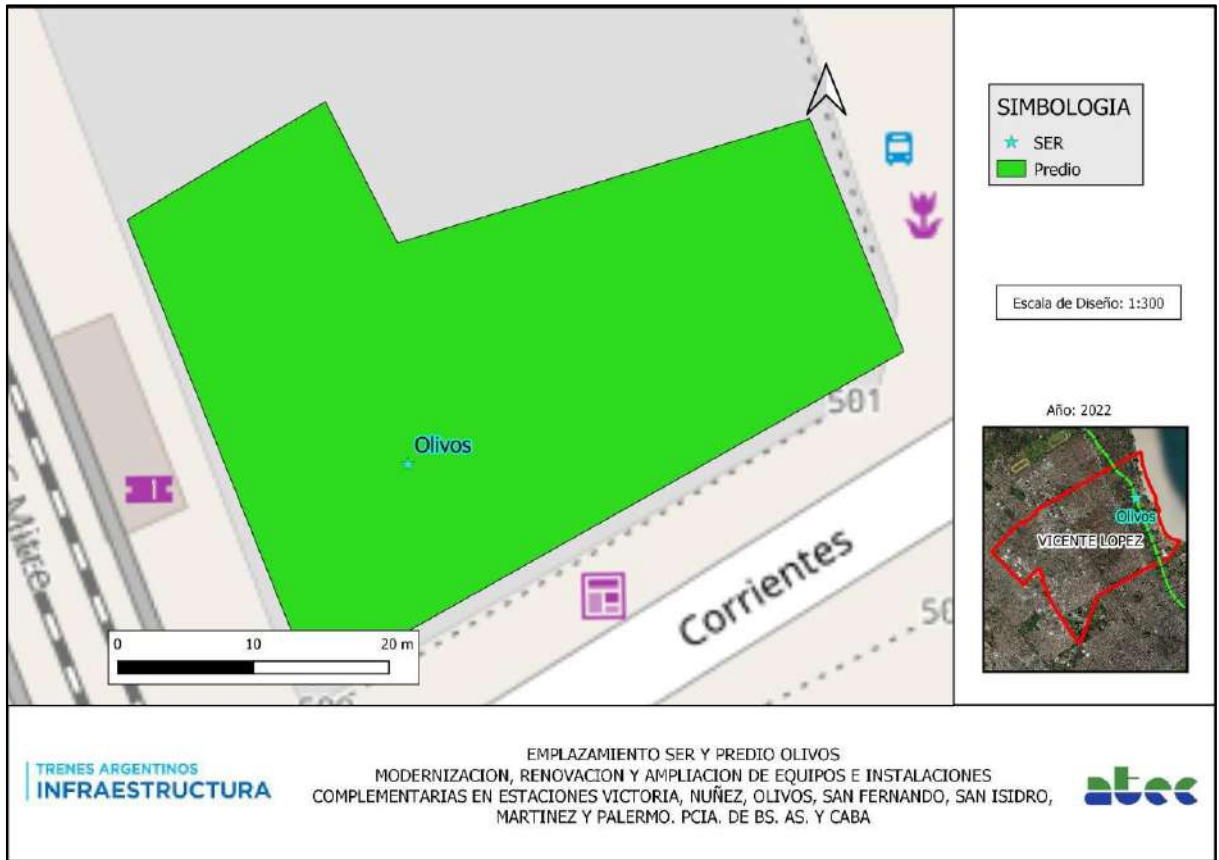 SIMBOLOGIA
SER
Predio
Escala de Diseño: 1:300
Año: 2022
Olivos
VICENTE LOPEZ
Olivos
501
Mitre
Corrientes
0 10 20 m
TRENES ARGENTINOS
INFRAESTRUCTURA
EMPLAZAMIENTO SER Y PREDIO OLIVOS
MODERNIZACION, RENOVACION Y AMPLIACION DE EQUIPOS E INSTALACIONES
COMPLEMENTARIAS EN ESTACIONES VICTORIA, NUÑEZ, OLIVOS, SAN FERNANDO, SAN ISIDRO,
MARTINEZ Y PALERMO. PCIA. DE BS. AS. Y CABA
atec